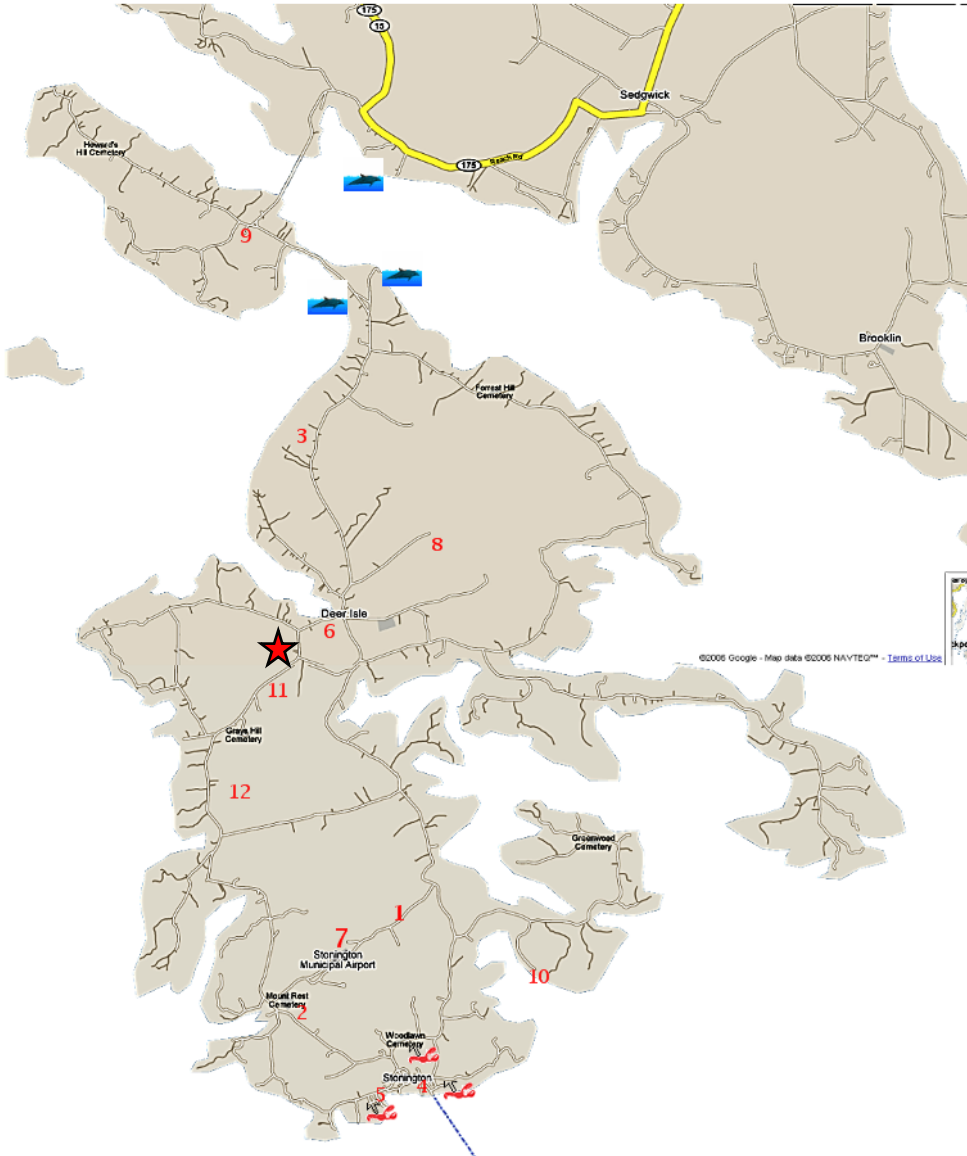 175
15
Sedgwick
Howard's
Hill Cemetery
175
Reach Rd
9
Brooklin
Forrest Hill
Cemetery
3
8
Deer Isle
6
©2006 Google - Map data ©2006 NAVTEQ™ - Terms of Use
11
Grays Hill
Cemetery
12
Greenwood
Cemetery
1
7
Stonington
Municipal Airport
10
Mount Rest
Cemetery
2
Woodlawn
Cemetery
Stonington
4
5